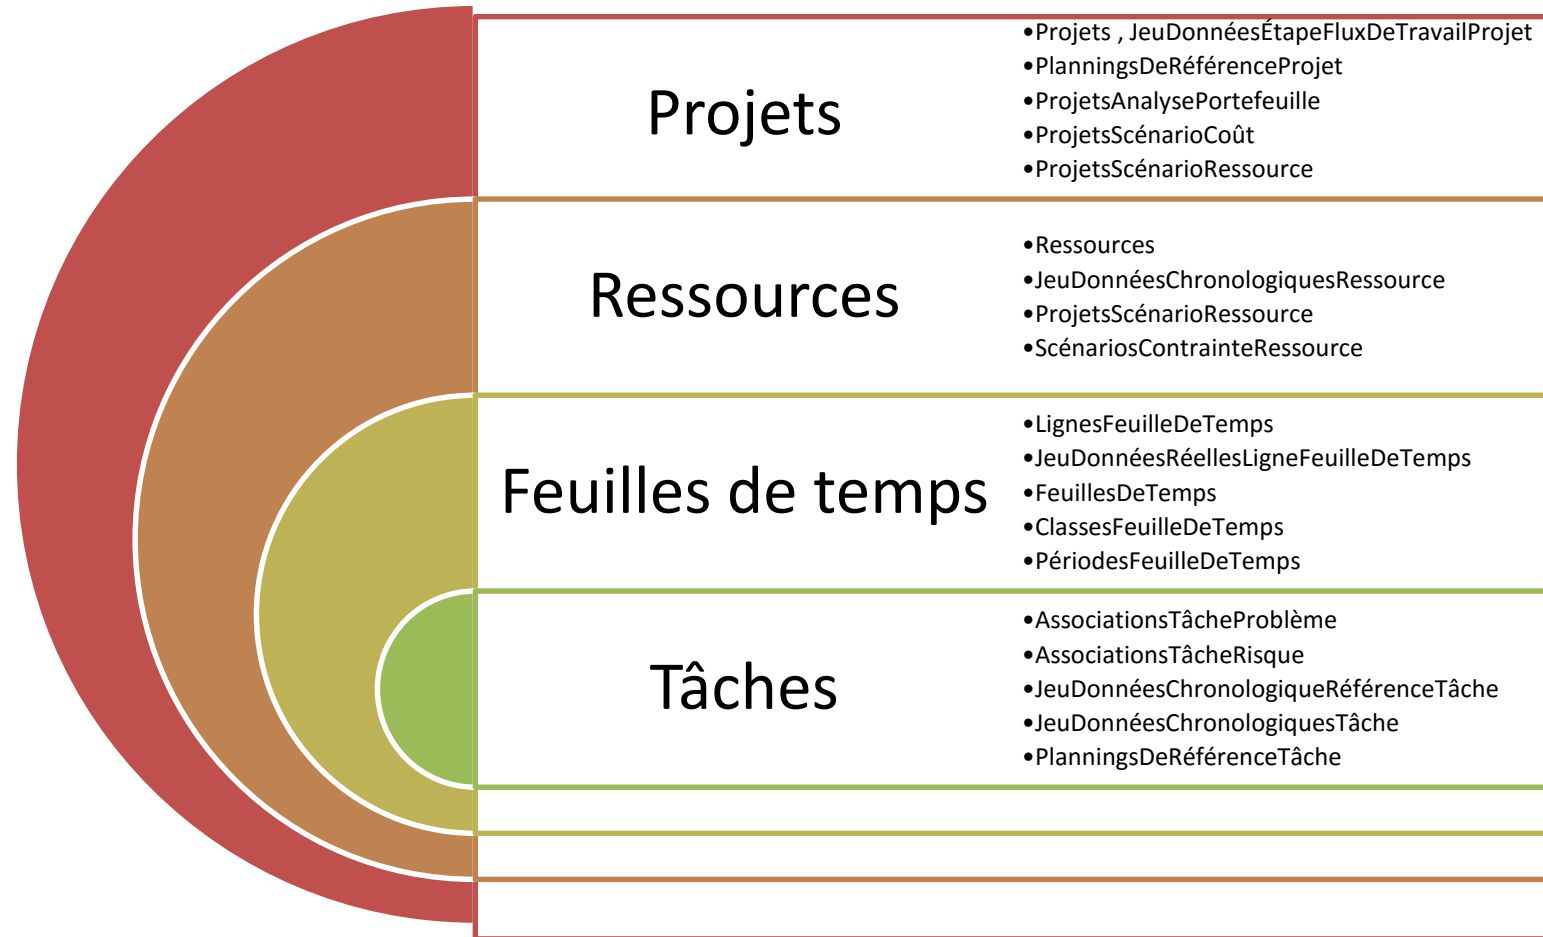 Projets
•Projets , JeuDonnéesÉtapeFluxDeTravailProjet
•PlanningsDeRéférenceProjet
•ProjetsAnalysePortefeuille
•ProjetsScénarioCoût
•ProjetsScénarioRessource
Ressources
•Ressources
•JeuDonnéesChronologiquesRessource
•ProjetsScénarioRessource
•ScénariosContrainteRessource
Feuilles de temps
•LignesFeuilleDeTemps
•JeuDonnéesRéellesLigneFeuilleDeTemps
•FeuillesDeTemps
•ClassesFeuilleDeTemps
•PériodesFeuilleDeTemps
Tâches
•AssociationsTâcheProblème
•AssociationsTâcheRisque
•JeuDonnéesChronologiqueRéférenceTâche
•JeuDonnéesChronologiquesTâche
•PlanningsDeRéférenceTâche